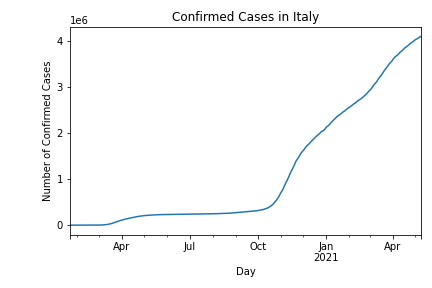 Confirmed Cases in Italy
1e6
4
3
2
1
0
Number of Confirmed Cases
Apr Jul Oct Jan Apr
2021
Day